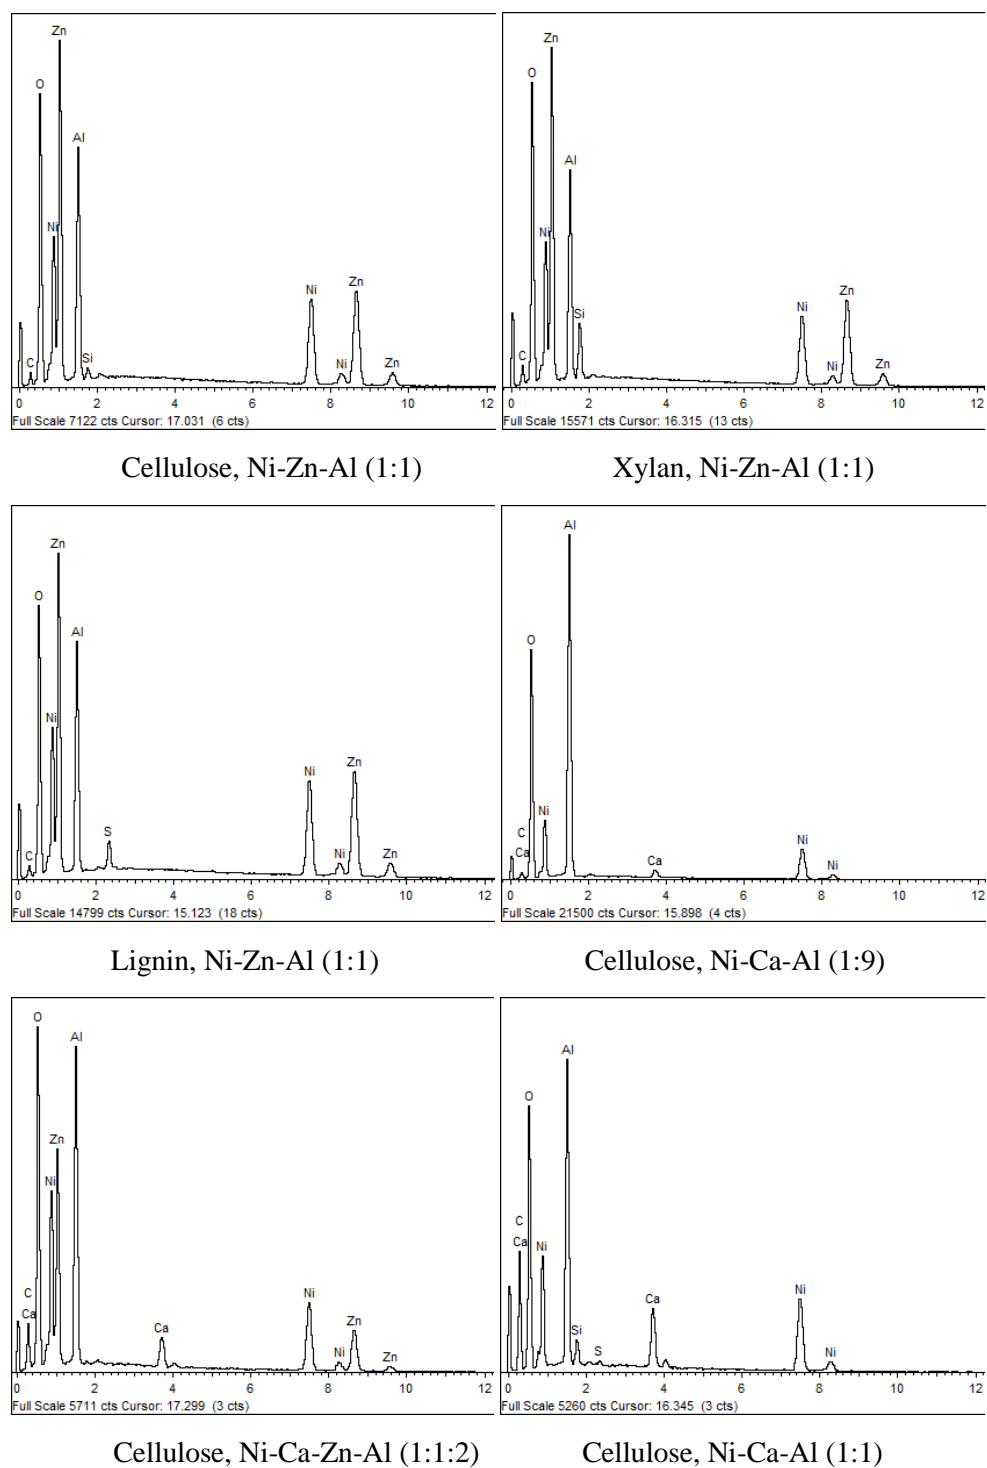 Zn
O
Al
Ni
C
Si
Ni
Ni
Zn
Zn
0 2 4 6 8 10 12
Full Scale 7122 cts Cursor: 17.031 (6 cts)
Cellulose, Ni-Zn-Al (1:1)
Zn
O
Al
Ni
Si
C
Ni
Ni
Zn
Zn
0 2 4 6 8 10 12
Full Scale 15571 cts Cursor: 16.315 (13 cts)
Xylan, Ni-Zn-Al (1:1)
Zn
O
Al
Ni
S
C
Ni
Ni
Zn
Zn
0 2 4 6 8 10 12
Full Scale 14799 cts Cursor: 15.123 (18 cts)
Lignin, Ni-Zn-Al (1:1)
Al
O
Ni
C
Ca
Ca
Ni
Ni
0 2 4 6 8 10 12
Full Scale 21500 cts Cursor: 15.898 (4 cts)
Cellulose, Ni-Ca-Al (1:9)
O
Al
Zn
Ni
C
Ca
Ca
Ni
Ni
Zn
Zn
0 2 4 6 8 10 12
Full Scale 5711 cts Cursor: 17.299 (3 cts)
Cellulose, Ni-Ca-Zn-Al (1:1:2)
Al
O
C
Ca
Ni
Si
S
Ca
Ni
Ni
0 2 4 6 8 10 12
Full Scale 5260 cts Cursor: 16.345 (3 cts)
Cellulose, Ni-Ca-Al (1:1)